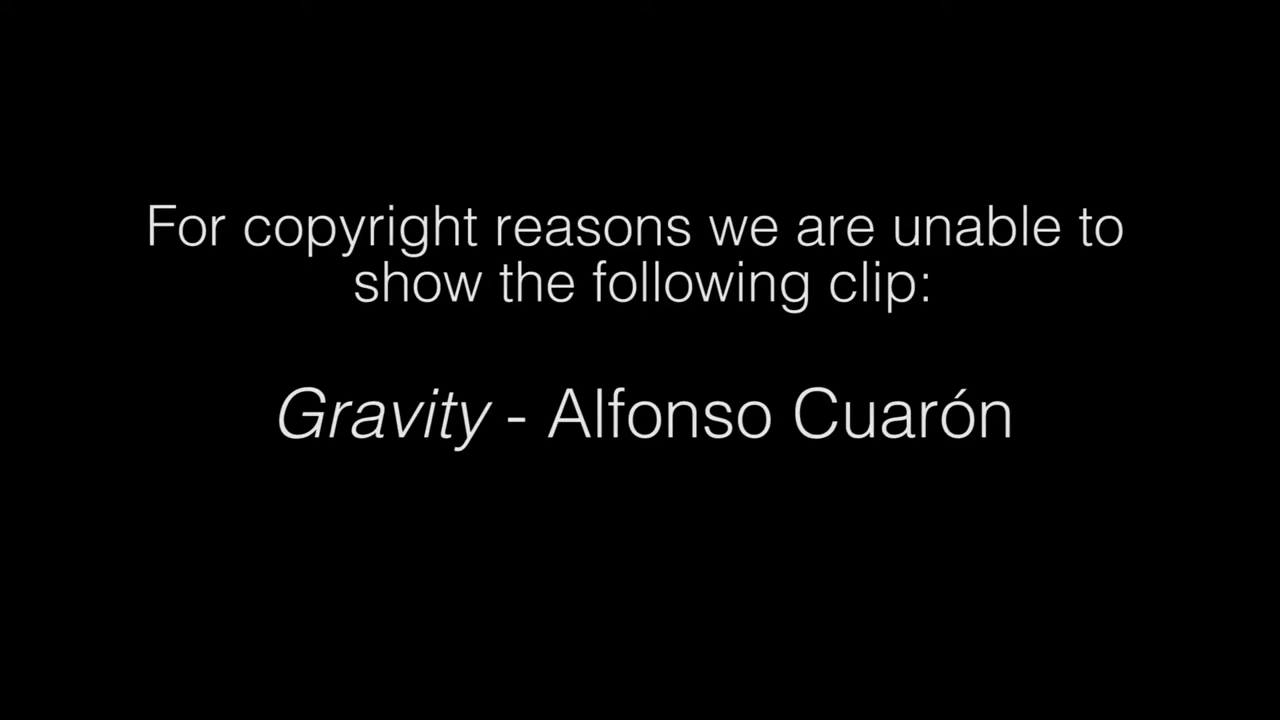 For copyright reasons we are unable to
show the following clip:
Gravity - Alfonso Cuarón